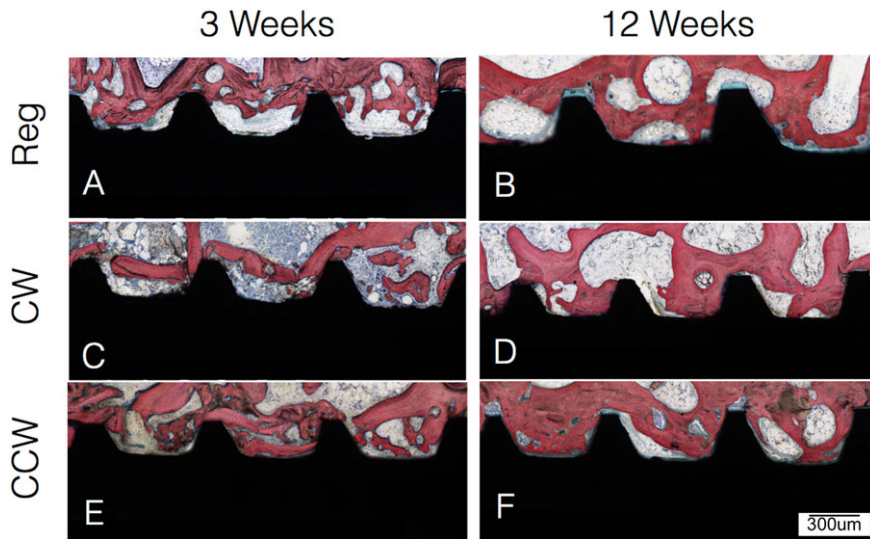 3 Weeks 12 Weeks
Reg A B
CW C D
CCW E F
300um